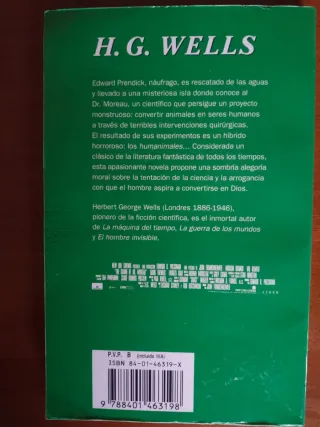 H. G. WELLS
Edward Prendick, náufrago, es rescatado de las aguas
y llevado a una misteriosa isla donde conoce al
Dr. Moreau, un científico que persigue un proyecto
monstruoso: convertir animales en seres humanos
a través de terribles intervenciones quirúrgicas.
El resultado de sus experimentos es un híbrido
horroroso: los humanimales... Considerada un
clásico de la literatura fantástica de todos los tiempos,
esta apasionante novela propone una sombría alegoría
moral sobre la tentación de la ciencia y la arrogancia
con que el hombre aspira a convertirse en Dios.
Herbert George Wells (Londres 1886-1946),
pionero de la ficción científica, es el inmortal autor
de La máquina del tiempo, La guerra de los mundos
y El hombre invisible.
P.V.P. B (incluido IVA)
ISBN 84-01-46319-X
9 788401 463198